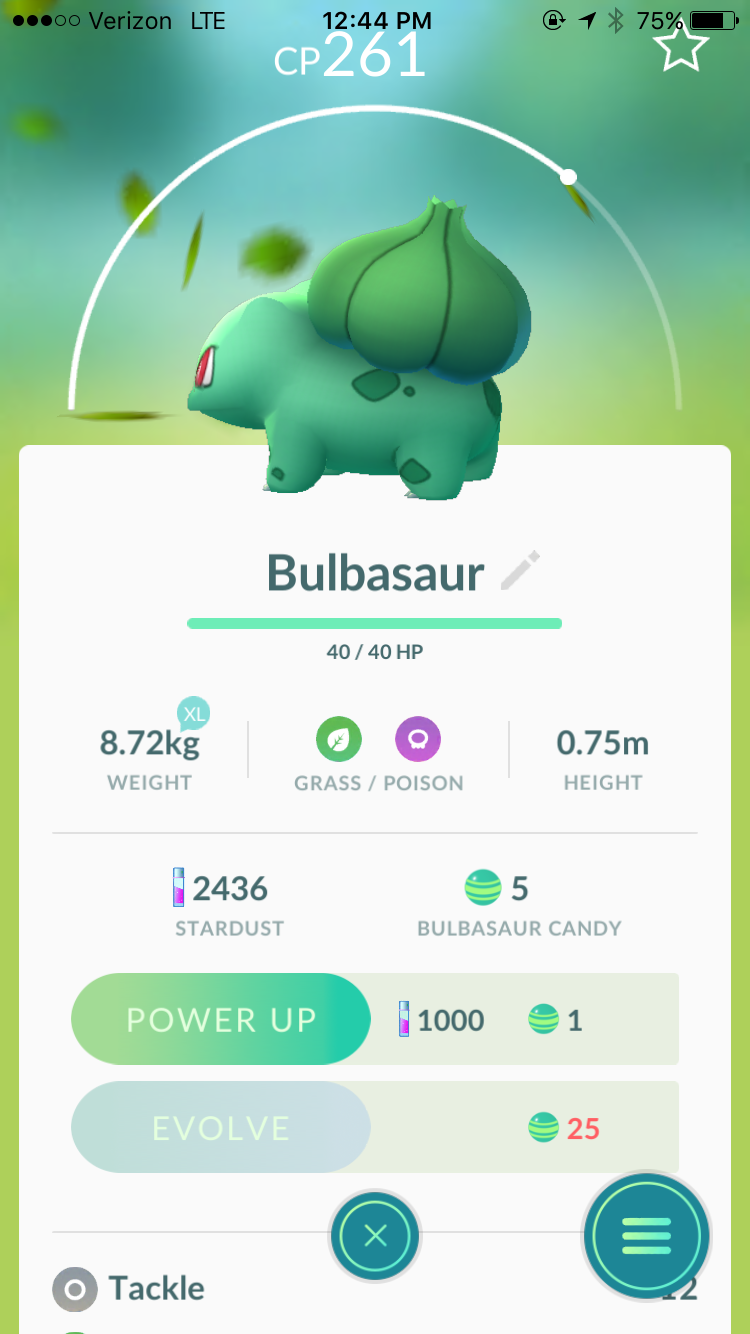 Verizon LTE 12:44 PM 75%
CP261
Bulbasaur
40 / 40 HP
XL
8.72kg 0.75m
WEIGHT GRASS / POISON HEIGHT
2436 5
STARDUST BULBASAUR CANDY
POWER UP 1000 1
EVOLVE 25
Tackle 12